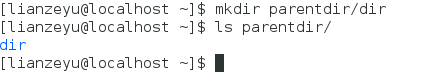 [lianzeyu@localhost ~]$ mkdir parentdir/dir
[lianzeyu@localhost ~]$ ls parentdir/
dir
[lianzeyu@localhost ~]$